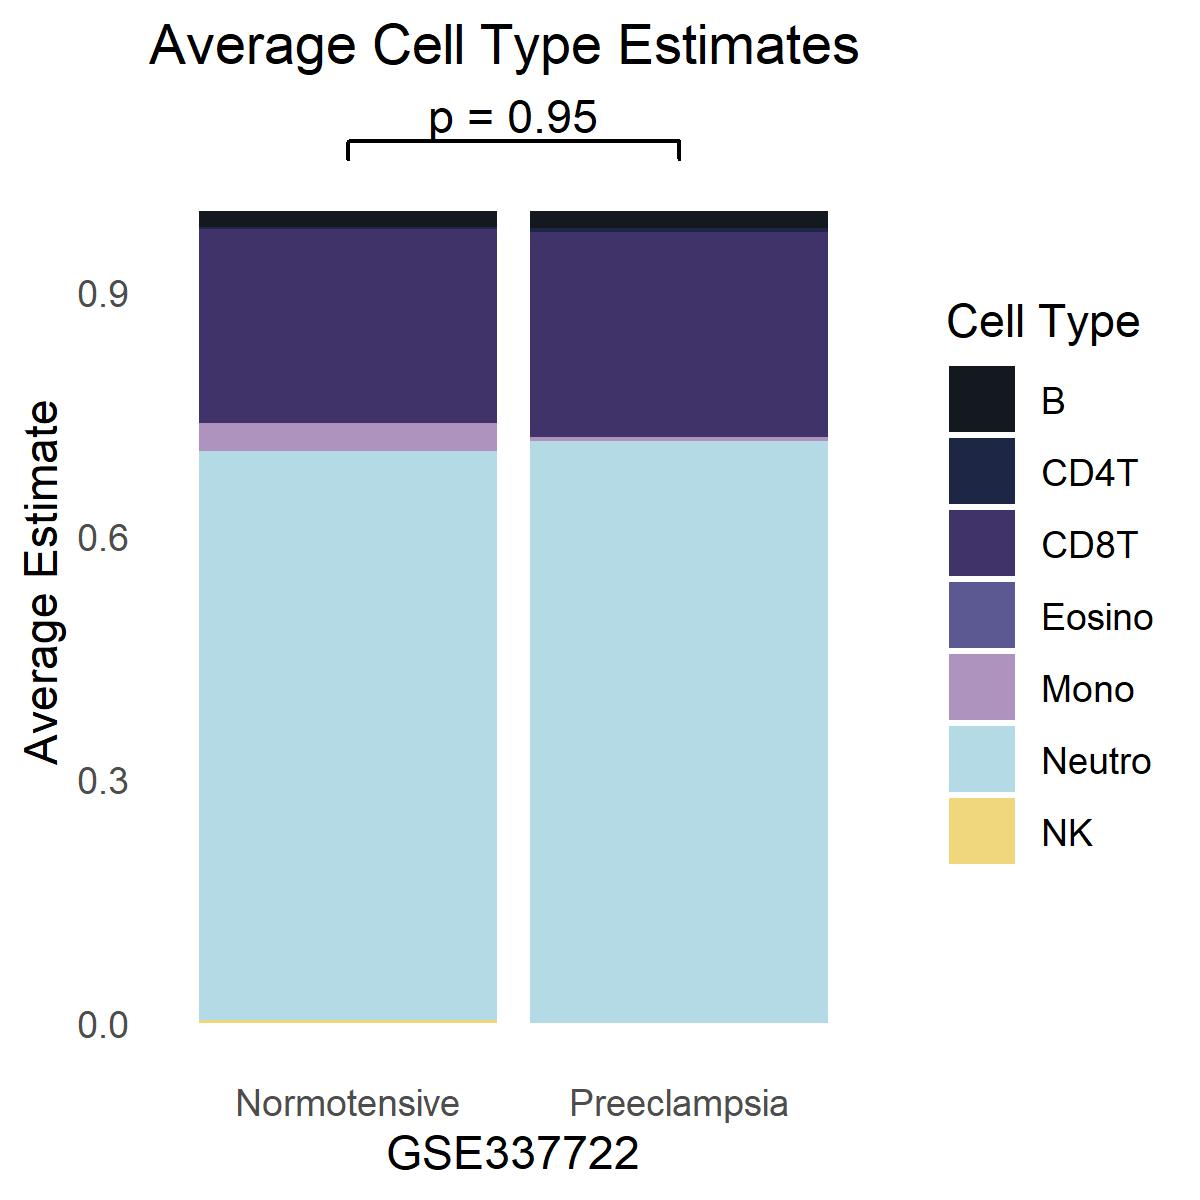 Average Cell Type Estimates
p = 0.95
Average Estimate
0.9
0.6
0.3
0.0
Normotensive
Preeclampsia
GSE337722
Cell Type
B
CD4T
CD8T
Eosino
Mono
Neutro
NK